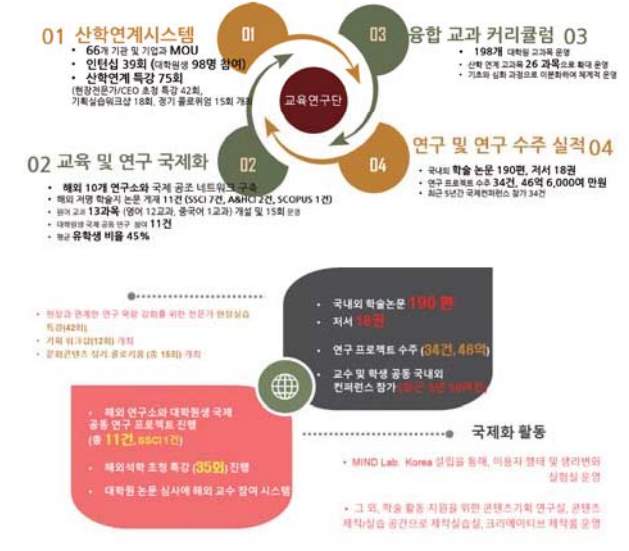 01 산학연계시스템
• 66개 기관 및 기업과 MOU
• 인턴십 39회 (대학원생 98명 참여)
• 산학연계 특강 75회
(현장전문가/CEO 초청 특강 42회,
기획실습워크샵 18회, 정기 콜로퀴엄 15회 개최
01
03
융합 교과 커리큘럼 03
• 198개 대학원 교과목 운영
• 산학 연계 교과목 26 과목으로 확대 운영
• 기초와 심화 과정으로 이분화하여 체계적 운영
교육연구단
02 교육 및 연구 국제화
• 해외 10개 연구소와 국제 공조 네트워크 구축
• 해외 저명 학술지 논문 게재 11건 (SSCI 7건, A&HCI 2건, SCOPUS 1건)
• 원어 교과 13과목 (영어 12교과, 중국어 1교과) 개설 및 15회 운영
• 대학원생 국제 공동 연구 참여 11건
• 평균 유학생 비율 45%
02
04
연구 및 연구 수주 실적 04
• 국내외 학술 논문 190편, 저서 18권
• 연구 프로젝트 수주 34건, 46억 6,000여 만원
• 최근 5년간 국제컨퍼런스 참가 34건
• 현장과 연계한 연구 역량 강화를 위한 전문가 현장실습
특강(42회),
• 기획 워크샵(12회) 개최
• 문화콘텐츠 정기 콜로키움 (총 15회) 개최
• 국내외 학술논문 190 편
• 저서 18권
• 연구 프로젝트 수주 (34건, 46억)
• 교수 및 학생 공동 국내외
컨퍼런스 참가
• 해외 연구소와 대학원생 국제
공동 연구 프로젝트 진행
(총 11건, SSCI 1건)
• 해외석학 초청 특강 (35회) 진행
• 대학원 논문 심사에 해외 교수 참여 시스템
국제화 활동
• MIND Lab. Korea 설립을 통해, 이용자 행태 및 생리변화
실험실 운영
• 그 외, 학술 활동 지원을 위한 콘텐츠기획 연구실, 콘텐츠
제작/실습 공간으로 제작실습실, 크리에이티브 제작룸 운영